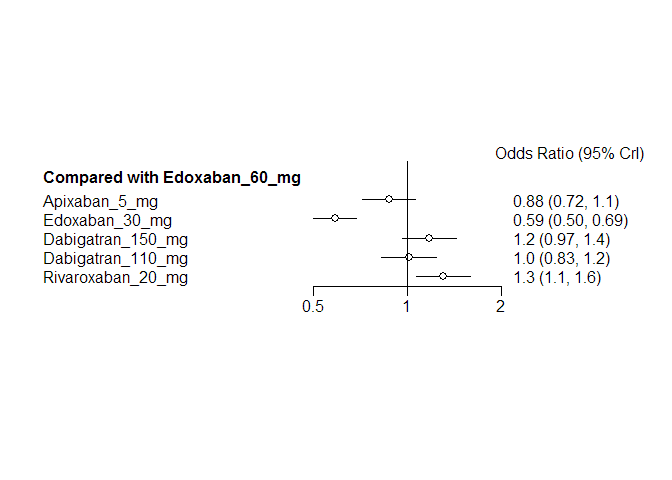 Odds Ratio (95% CrI)
Compared with Edoxaban_60_mg
Apixaban_5_mg 0.88 (0.72, 1.1)
Edoxaban_30_mg 0.59 (0.50, 0.69)
Dabigatran_150_mg 1.2 (0.97, 1.4)
Dabigatran_110_mg 1.0 (0.83, 1.2)
Rivaroxaban_20_mg 1.3 (1.1, 1.6)
0.5 1 2